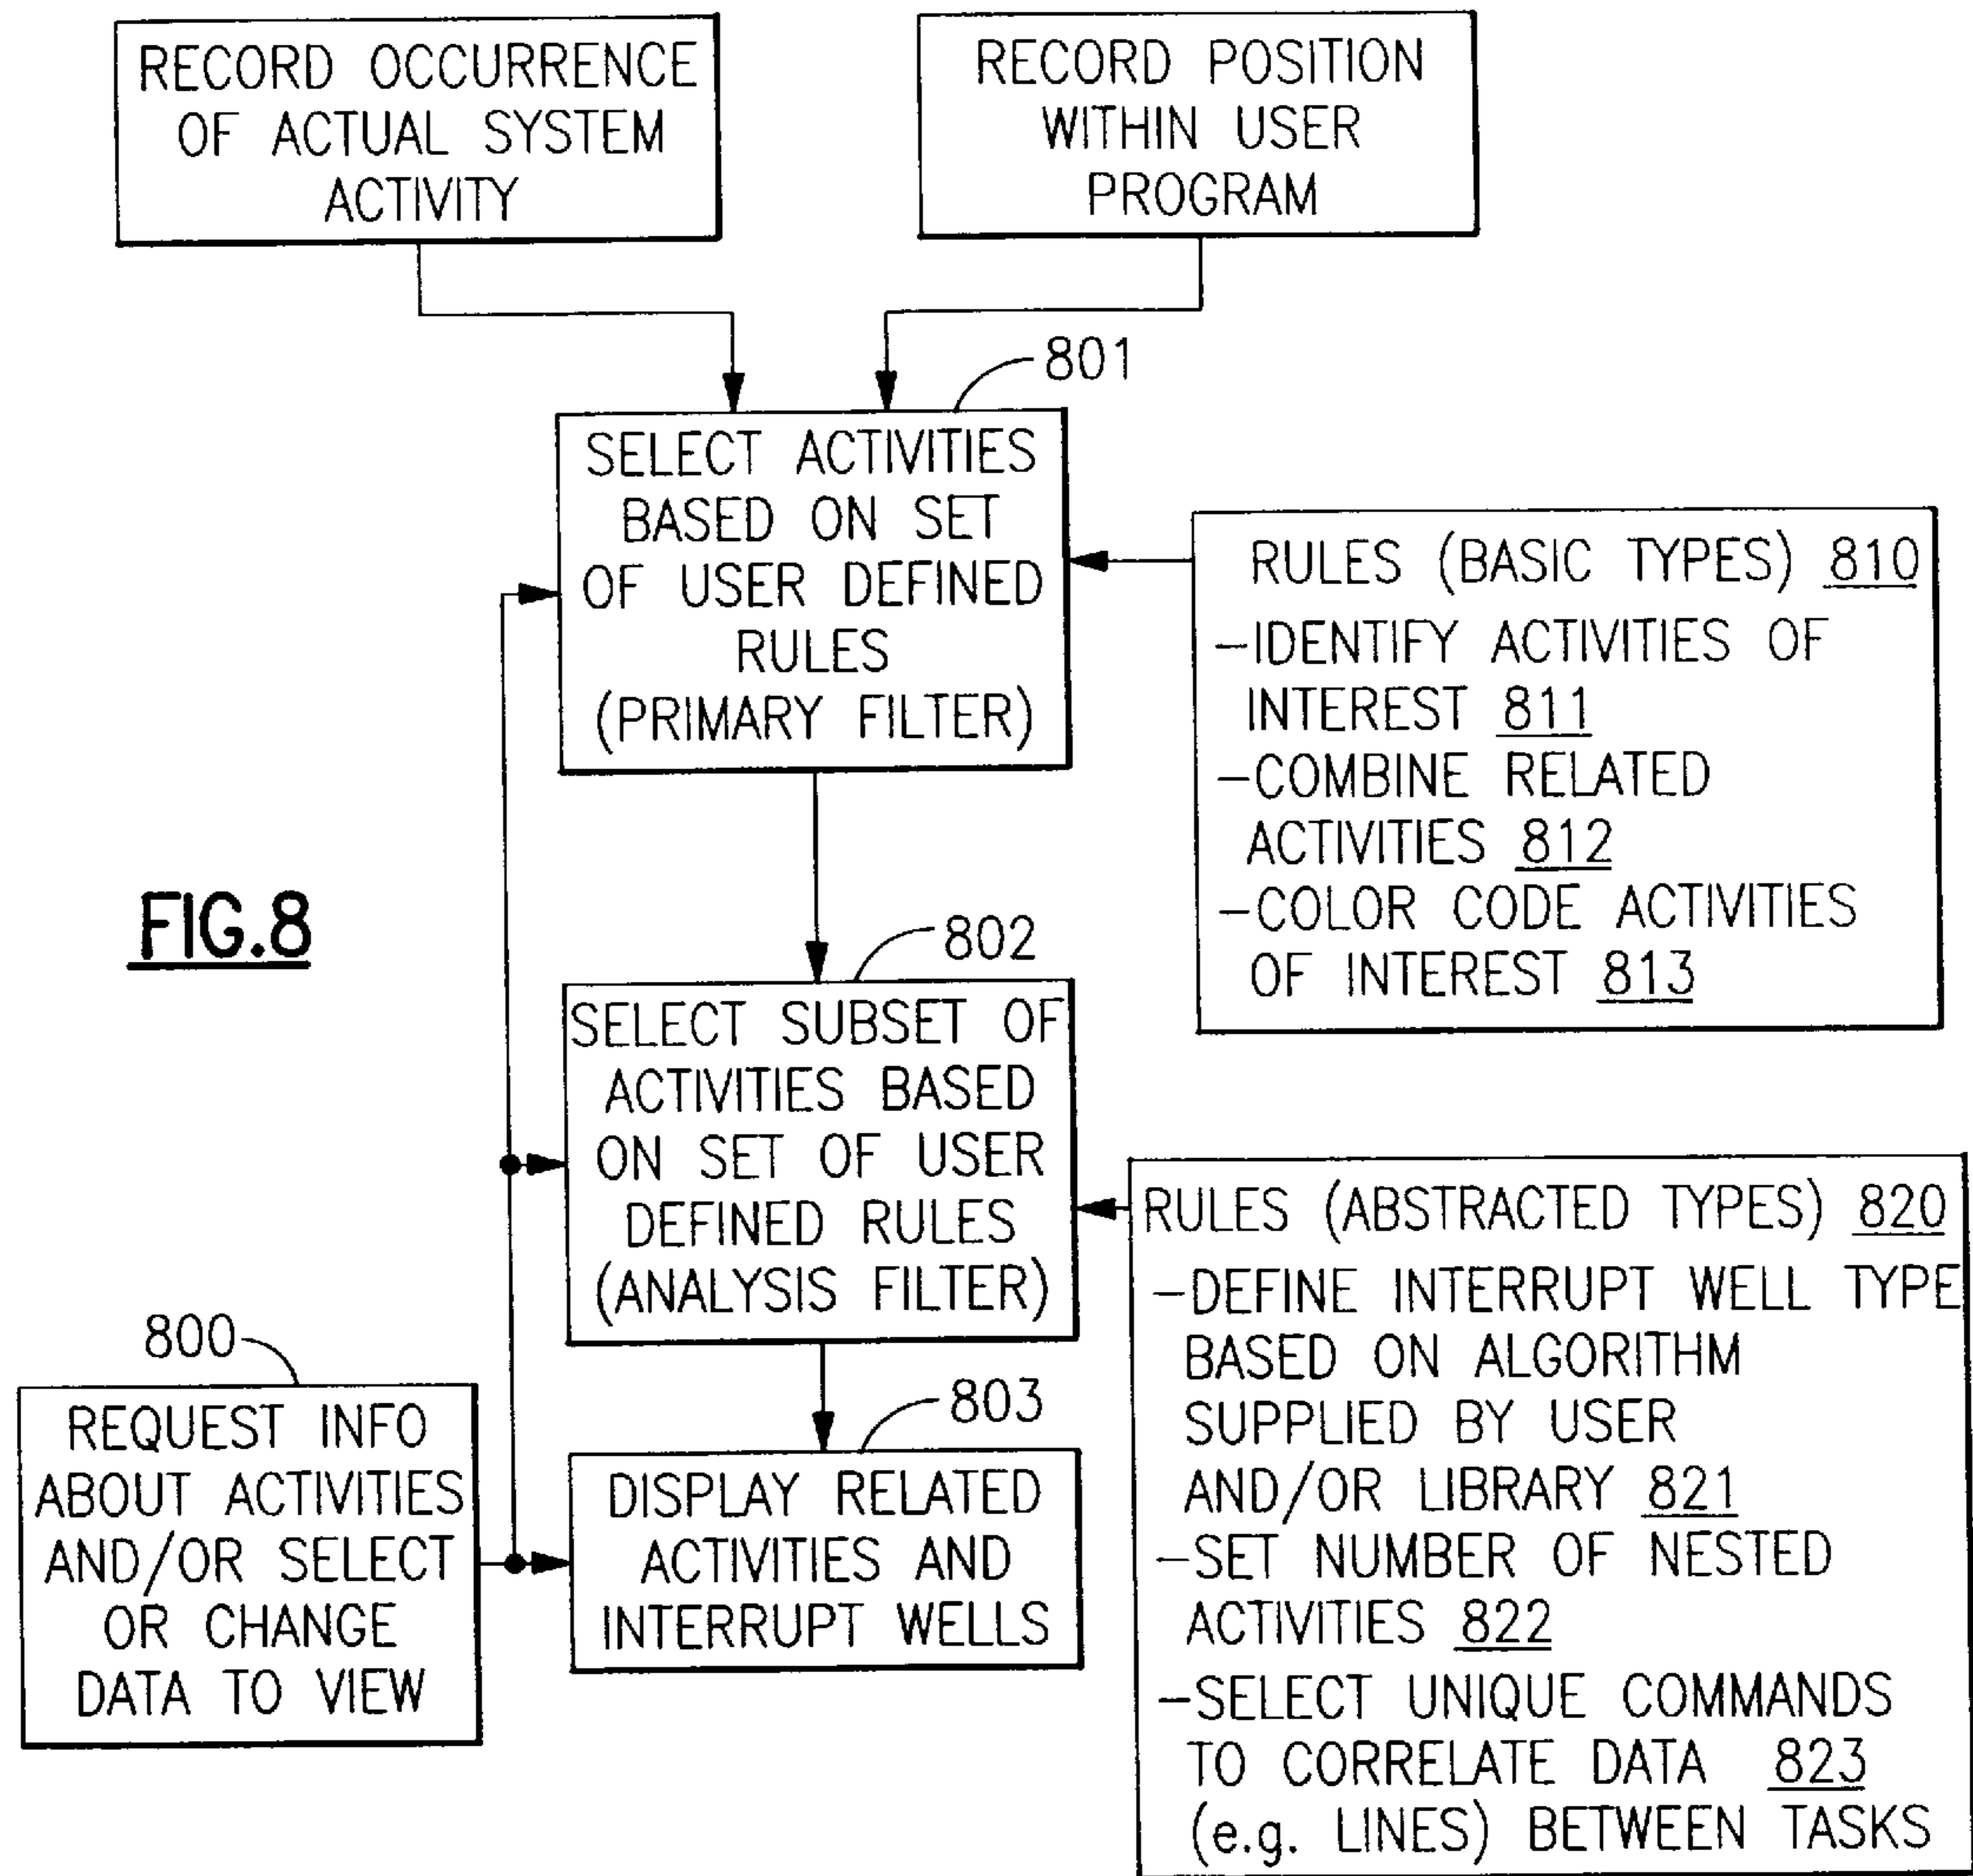 RECORD OCCURRENCE
OF ACTUAL SYSTEM
ACTIVITY
RECORD POSITION
WITHIN USER
PROGRAM
801
SELECT ACTIVITIES
BASED ON SET
OF USER DEFINED
RULES
(PRIMARY FILTER)
RULES (BASIC TYPES) 810
-IDENTIFY ACTIVITIES OF
INTEREST 811
-COMBINE RELATED
ACTIVITIES 812
-COLOR CODE ACTIVITIES
OF INTEREST 813
FIG.8
802
SELECT SUBSET OF
ACTIVITIES BASED
ON SET OF USER
DEFINED RULES
(ANALYSIS FILTER)
RULES (ABSTRACTED TYPES) 820
-DEFINE INTERRUPT WELL TYPE
BASED ON ALGORITHM
SUPPLIED BY USER
AND/OR LIBRARY 821
-SET NUMBER OF NESTED
ACTIVITIES 822
-SELECT UNIQUE COMMANDS
TO CORRELATE DATA 823
(e.g. LINES) BETWEEN TASKS
800
REQUEST INFO
ABOUT ACTIVITIES
AND/OR SELECT
OR CHANGE
DATA TO VIEW
803
DISPLAY RELATED
ACTIVITIES AND
INTERRUPT WELLS